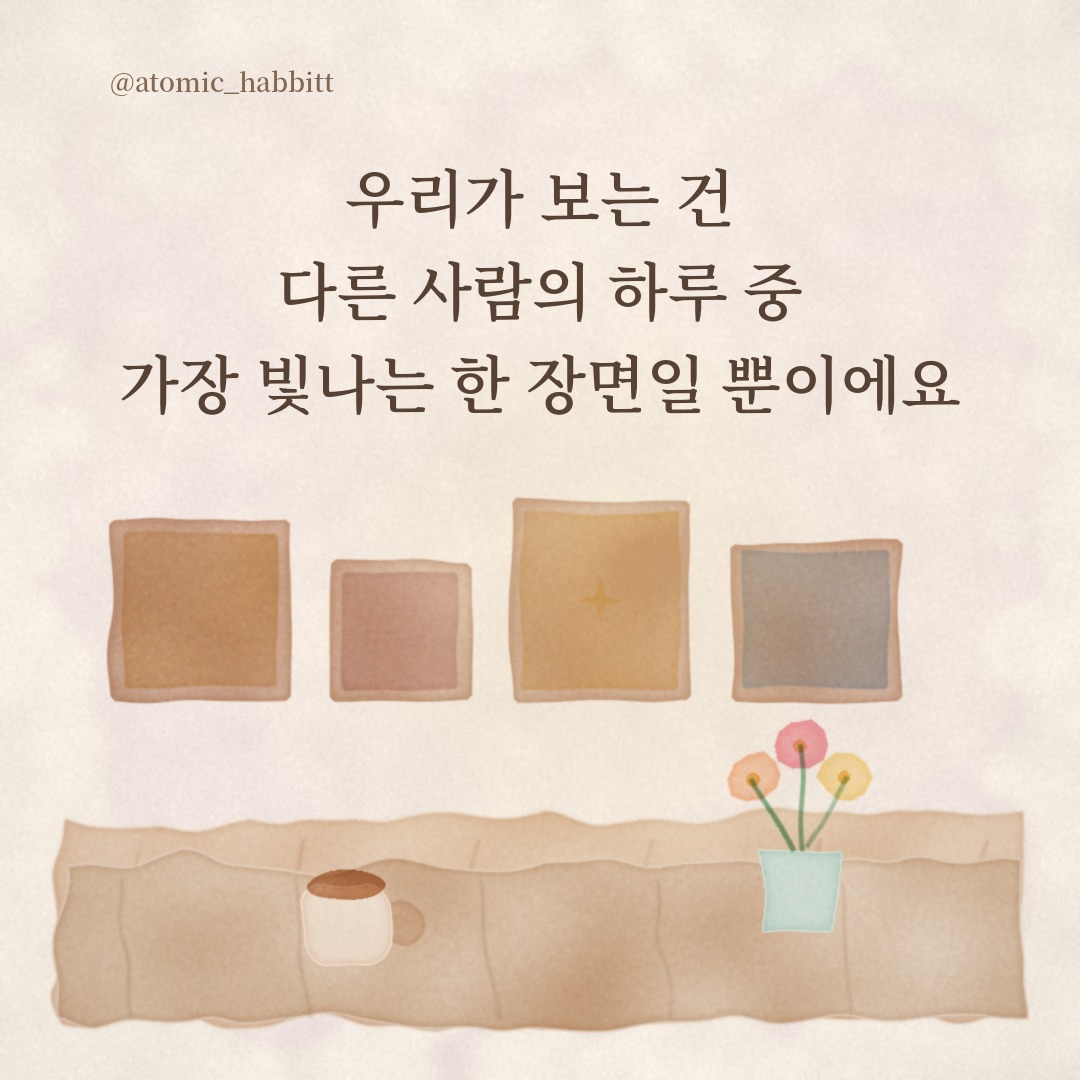 @atomic_habbitt
우리가 보는 건
다른 사람의 하루 중
가장 빛나는 한 장면일 뿐이에요